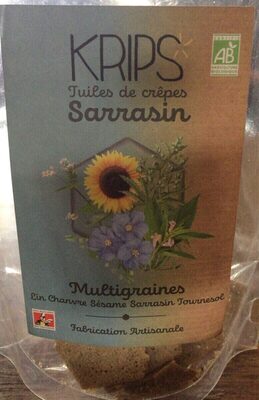 KRIPS
Tuiles de crêpes
Sarrasin
AB
Multigraines
Lin Chanvre Sésame Sarrasin Tournesol
Fabrication Artisanale